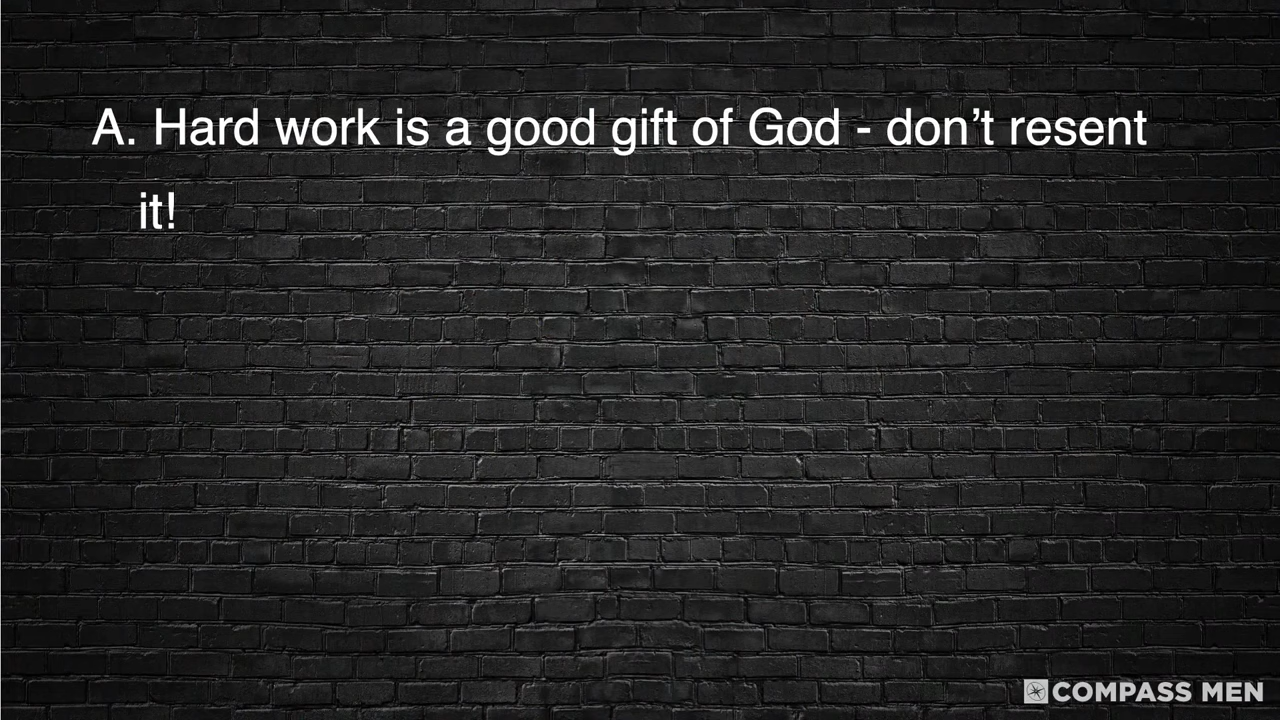 A. Hard work is a good gift of God - don’t resent
it!
COMPASS MEN